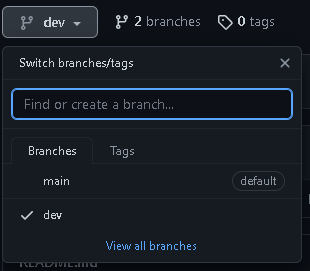 dev 2 branches 0 tags
Switch branches/tags
Find or create a branch...
Branches Tags
main default
dev
View all branches
README.md